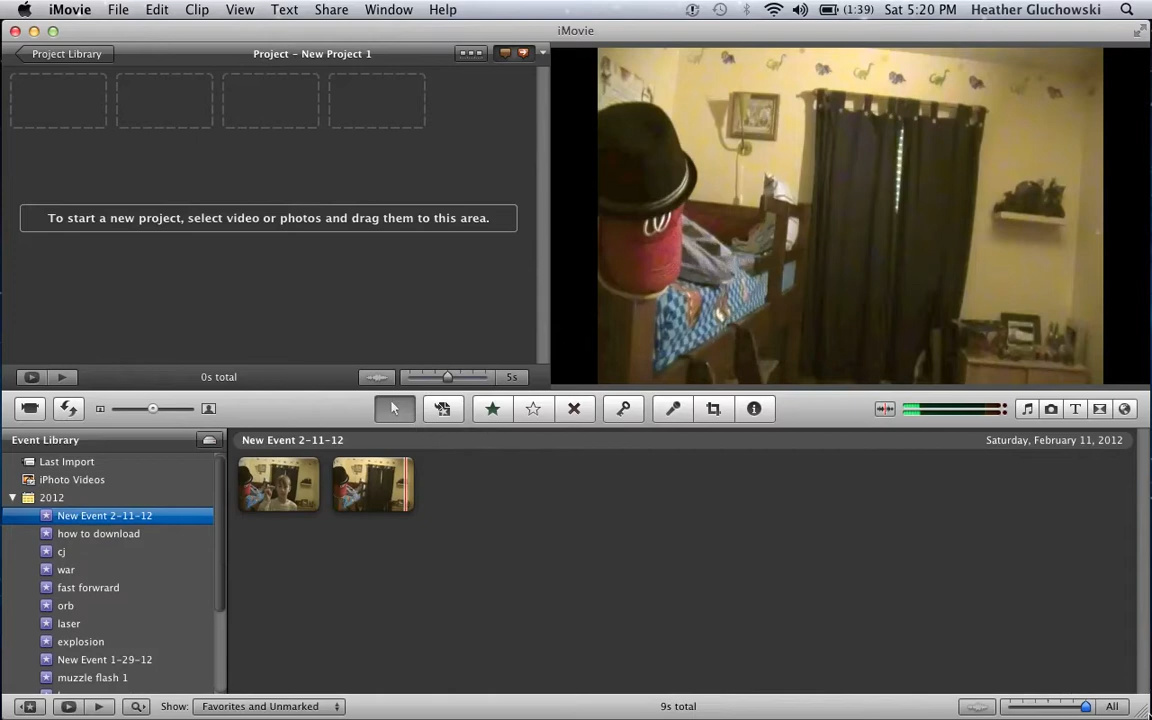 iMovie File Edit Clip View Text Share Window Help (1:39) Sat 5:20 PM Heather Gluchowski
iMovie
Project Library Project - New Project 1
To start a new project, select video or photos and drag them to this area.
0s total 5s
Event Library New Event 2-11-12 Saturday, February 11, 2012
Last Import
iPhoto Videos
2012
New Event 2-11-12
how to download
cj
war
fast forward
orb
laser
explosion
New Event 1-29-12
muzzle flash 1
Show: Favorites and Unmarked 9s total All